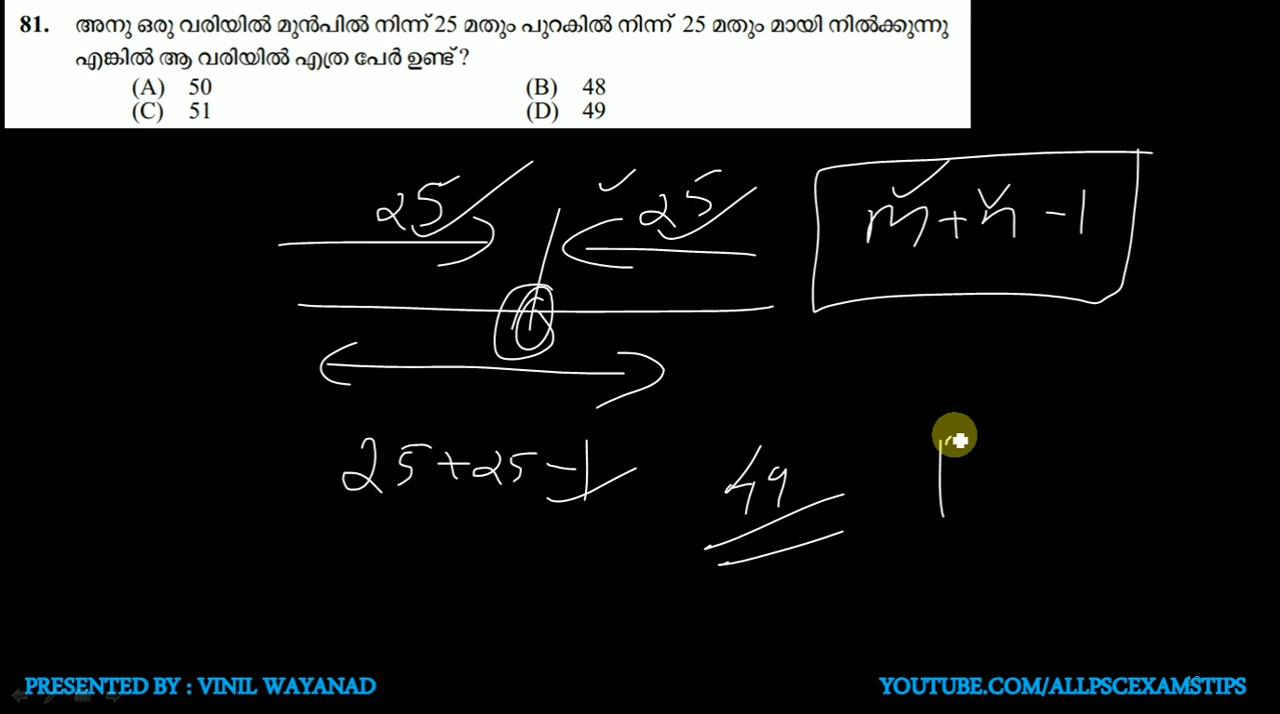 81. അനു ഒരു വരിയിൽ മുൻപിൽ നിന്ന് 25 മതും പുറകിൽ നിന്ന് 25 മതും മായി നിൽക്കുന്നു
എങ്കിൽ ആ വരിയിൽ എത്ര പേർ ഉണ്ട് ?
(A) 50 (B) 48
(C) 51 (D) 49
25 25 m+n-1
25+25-1 49
PRESENTED BY : VINIL WAYANAD YOUTUBE.COM/ALLPSCEXAMSTIPS